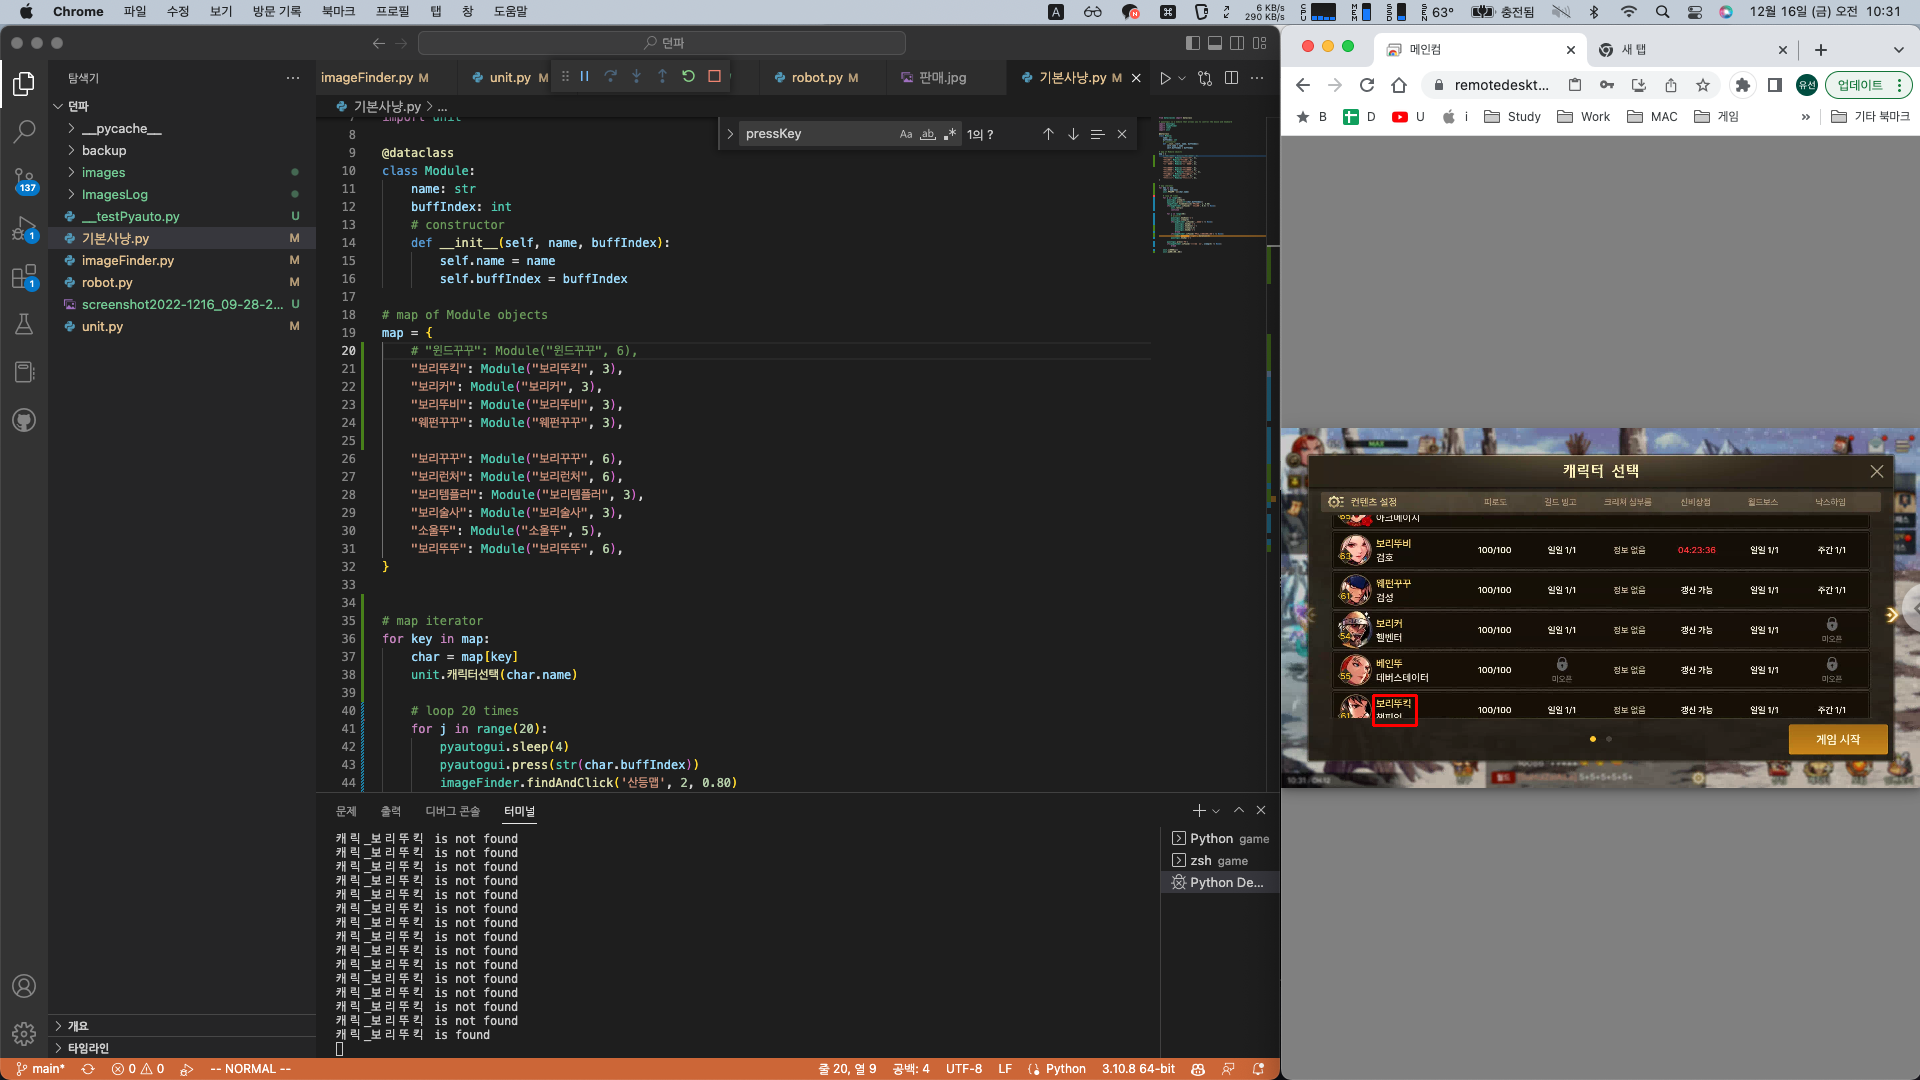 Chrome 파일 수정 보기 방문 기록 북마크 프로필 탭 창 도움말
A 6 KB/s 290 KB/s 63° 충전됨 12월 16일 (금) 오전 10:31
던파
탐색기
던파
__pycache__
backup
images
ImagesLog
__testPyauto.py U
기본사냥.py M
imageFinder.py M
robot.py M
screenshot2022-1216_09-28-2... U
unit.py M
개요
타임라인
137
1
1
imageFinder.py M unit.py M robot.py M 판매.jpg 기본사냥.py M
기본사냥.py > ...
pressKey Aa ab 1의 ?
7 import unit
8
9 @dataclass
10 class Module:
11 name: str
12 buffIndex: int
13 # constructor
14 def __init__(self, name, buffIndex):
15 self.name = name
16 self.buffIndex = buffIndex
17
18 # map of Module objects
19 map = {
20 # "윈드꾸꾸": Module("윈드꾸꾸", 6),
21 "보리뚜킥": Module("보리뚜킥", 3),
22 "보리커": Module("보리커", 3),
23 "보리뚜비": Module("보리뚜비", 3),
24 "웨펀꾸꾸": Module("웨펀꾸꾸", 3),
25
26 "보리꾸꾸": Module("보리꾸꾸", 6),
27 "보리런처": Module("보리런처", 6),
28 "보리템플러": Module("보리템플러", 3),
29 "보리술사": Module("보리술사", 3),
30 "소울뚜": Module("소울뚜", 5),
31 "보리뚜뚜": Module("보리뚜뚜", 6),
32 }
33
34
35 # map iterator
36 for key in map:
37 char = map[key]
38 unit.캐릭터선택(char.name)
39
40 # loop 20 times
41 for j in range(20):
42 pyautogui.sleep(4)
43 pyautogui.press(str(char.buffIndex))
44 imageFinder.findAndClick('산등맵', 2, 0.80)
문제 출력 디버그 콘솔 터미널
캐릭_보리뚜킥 is not found
캐릭_보리뚜킥 is not found
캐릭_보리뚜킥 is not found
캐릭_보리뚜킥 is not found
캐릭_보리뚜킥 is not found
캐릭_보리뚜킥 is not found
캐릭_보리뚜킥 is not found
캐릭_보리뚜킥 is not found
캐릭_보리뚜킥 is not found
캐릭_보리뚜킥 is not found
캐릭_보리뚜킥 is not found
캐릭_보리뚜킥 is not found
캐릭_보리뚜킥 is not found
캐릭_보리뚜킥 is not found
캐릭_보리뚜킥 is found
Python game
zsh game
Python De...
main* 0 0 -- NORMAL -- 줄 20, 열 9 공백: 4 UTF-8 LF Python 3.10.8 64-bit
메인컴 새 탭
remotedeskt... 유선 업데이트
B D U i Study Work MAC 게임 » 기타 북마크
MAX
캐릭터 선택
컨텐츠 설정 피로도 길드 빙고 크리쳐 심부름 신비상점 월드보스 닥스하임
65 아크메이지
63 보리뚜비 검호 100/100 일일 1/1 정보 없음 04:23:36 일일 1/1 주간 1/1
61 웨펀꾸꾸 검성 100/100 일일 1/1 정보 없음 갱신 가능 일일 1/1 주간 1/1
54 보리커 헬벤터 100/100 일일 1/1 정보 없음 갱신 가능 일일 1/1 미오픈
55 베인뚜 데버스테이터 100/100 미오픈 정보 없음 갱신 가능 일일 1/1 미오픈
61 보리뚜킥 챔피언 100/100 일일 1/1 정보 없음 갱신 가능 일일 1/1 주간 1/1
게임 시작